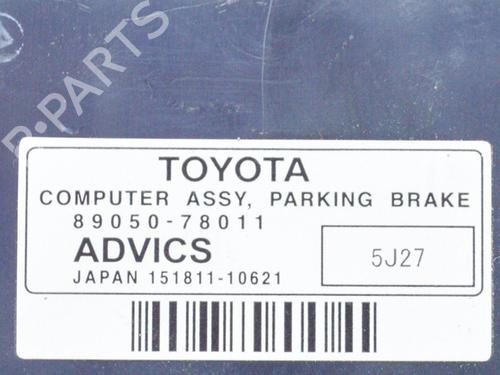 B-PARTS
TOYOTA
COMPUTER ASSY, PARKING BRAKE
89050-78011
ADVICS
5J27
JAPAN 151811-10621